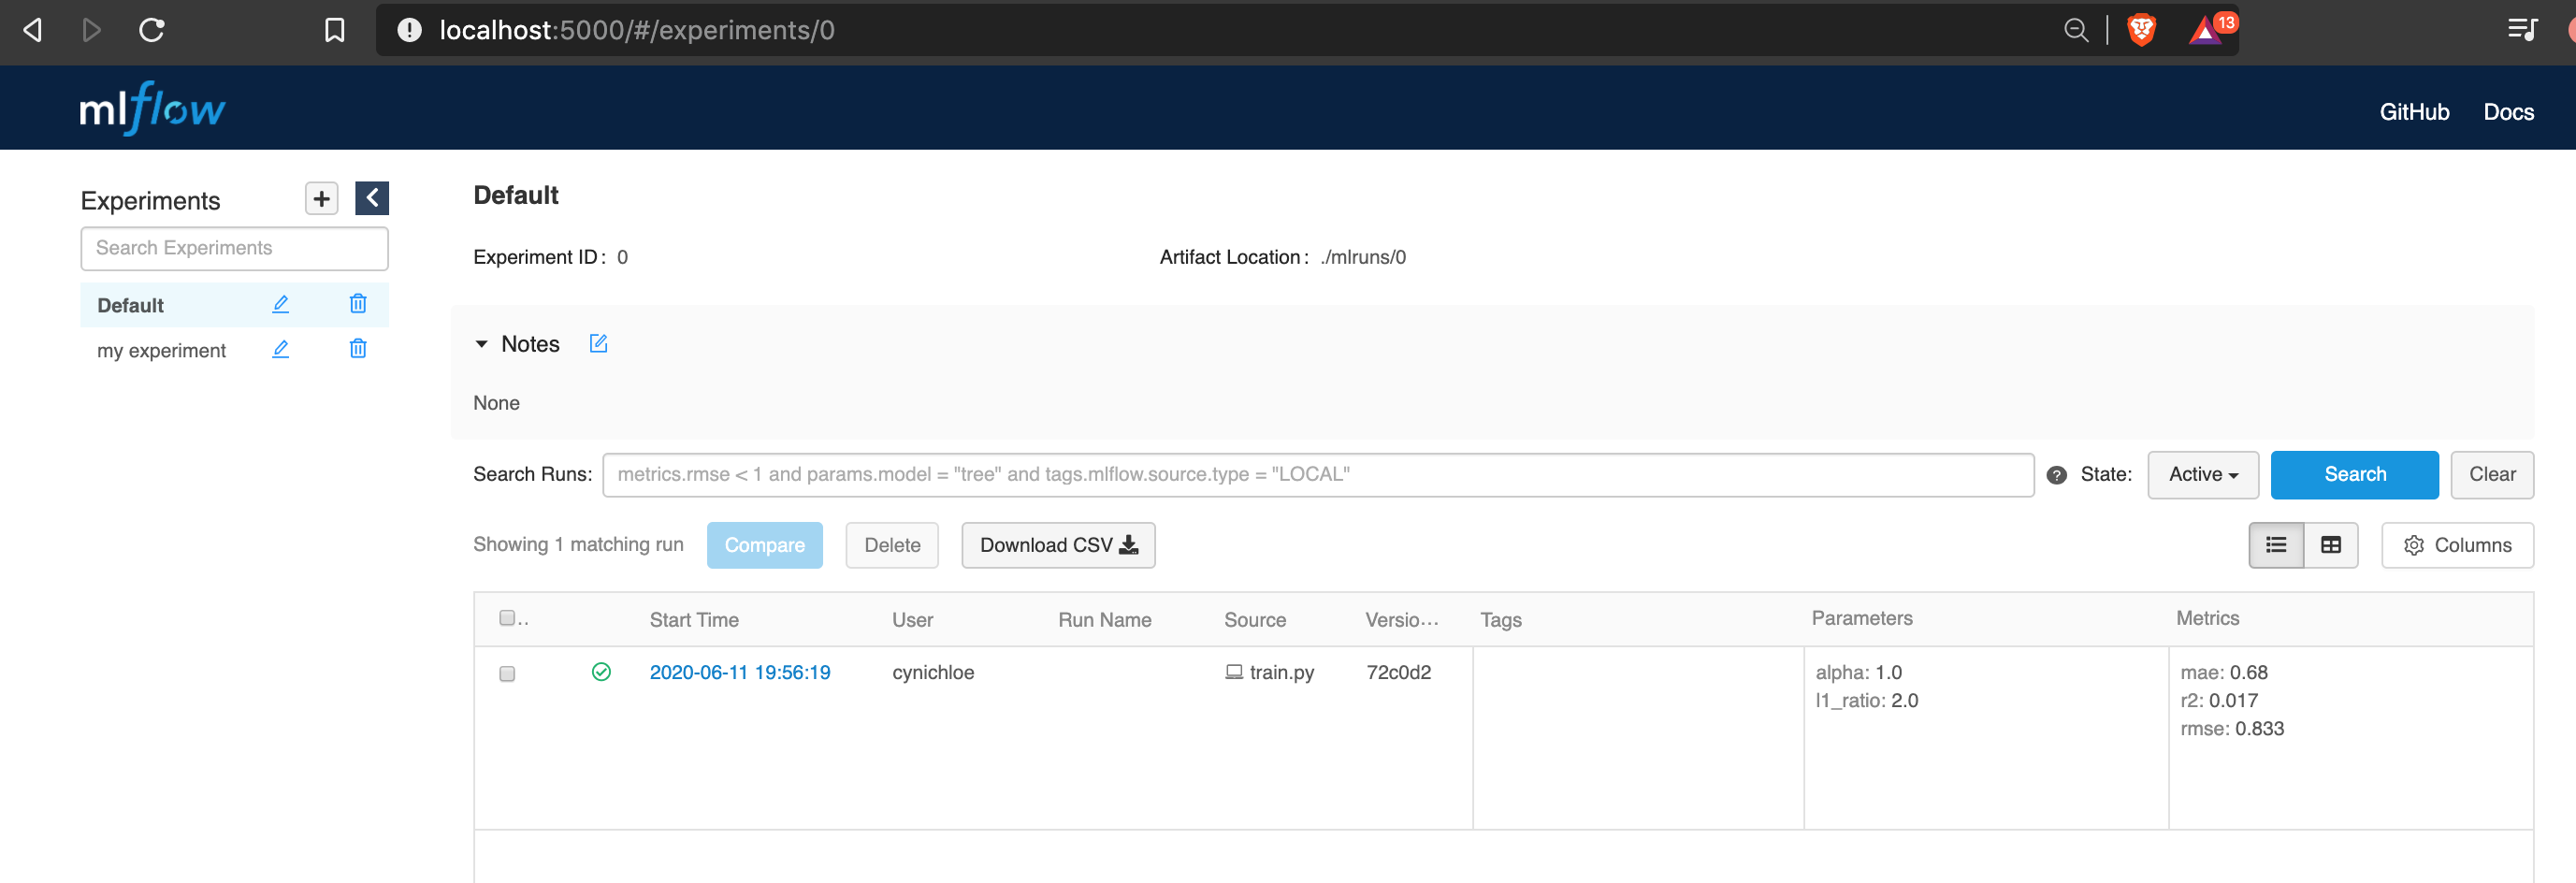 localhost:5000/#/experiments/0
13
mlflow
GitHub Docs
Experiments
Search Experiments
Default
my experiment
Default
Experiment ID: 0
Artifact Location: ./mlruns/0
Notes
None
Search Runs: metrics.rmse < 1 and params.model = "tree" and tags.mlflow.source.type = "LOCAL" ? State: Active Search Clear
Showing 1 matching run Compare Delete Download CSV Columns
.. Start Time User Run Name Source Versio... Tags Parameters Metrics
2020-06-11 19:56:19 cynichloe train.py 72c0d2 alpha: 1.0 mae: 0.68
l1_ratio: 2.0 r2: 0.017
rmse: 0.833